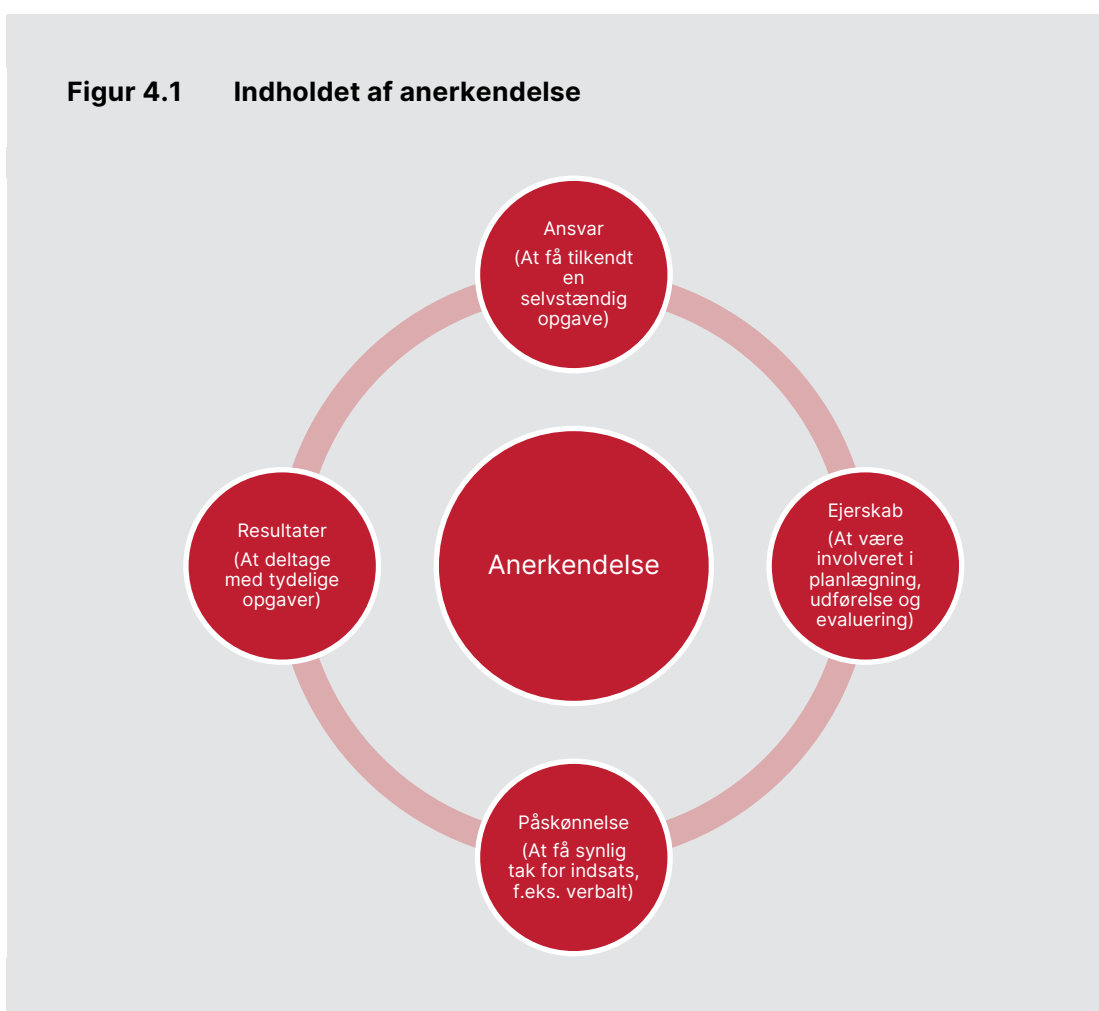 Figur 4.1 Indholdet af anerkendelse
Ansvar
(At få tilkendt
en
selvstændig
opgave)
Ejerskab
(At være
involveret i
planlægning,
udførelse og
evaluering)
Anerkendelse
Resultater
(At deltage
med tydelige
opgaver)
Påskønnelse
(At få synlig
tak for indsats,
f.eks. verbalt)